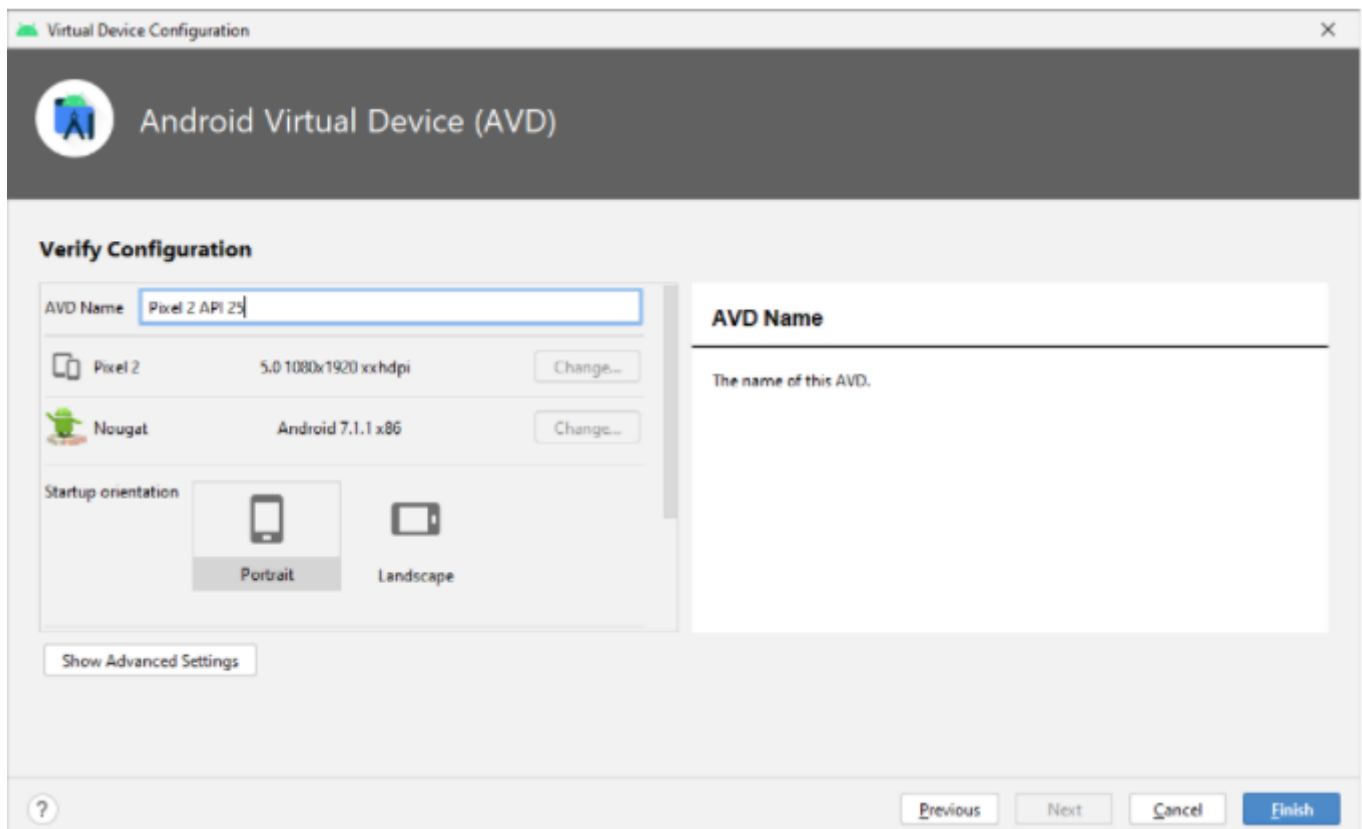 Virtual Device Configuration
Android Virtual Device (AVD)
Verify Configuration
AVD Name Pixel 2 API 25
Pixel 2 5.0 1080x1920 xxhdpi Change...
Nougat Android 7.1.1 x86 Change...
Startup orientation
Portrait Landscape
Show Advanced Settings
AVD Name
The name of this AVD.
? Previous Next Cancel Finish